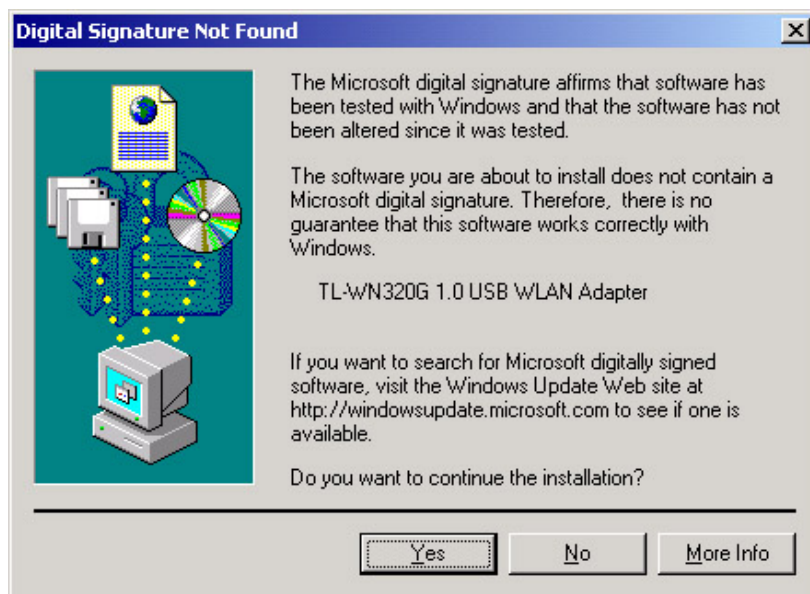 Digital Signature Not Found
The Microsoft digital signature affirms that software has
been tested with Windows and that the software has not
been altered since it was tested.
The software you are about to install does not contain a
Microsoft digital signature. Therefore, there is no
guarantee that this software works correctly with
Windows.
TL-WN320G 1.0 USB WLAN Adapter
If you want to search for Microsoft digitally signed
software, visit the Windows Update Web site at
http://windowsupdate.microsoft.com to see if one is
available.
Do you want to continue the installation?
Yes No More Info